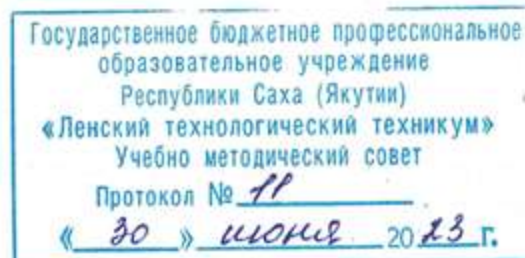 Государственное бюджетное профессиональное
образовательное учреждение
Республики Саха (Якутии)
«Ленский технологический техникум»
Учебно методический совет
Протокол № 11
« 30 » июня 2023 г.